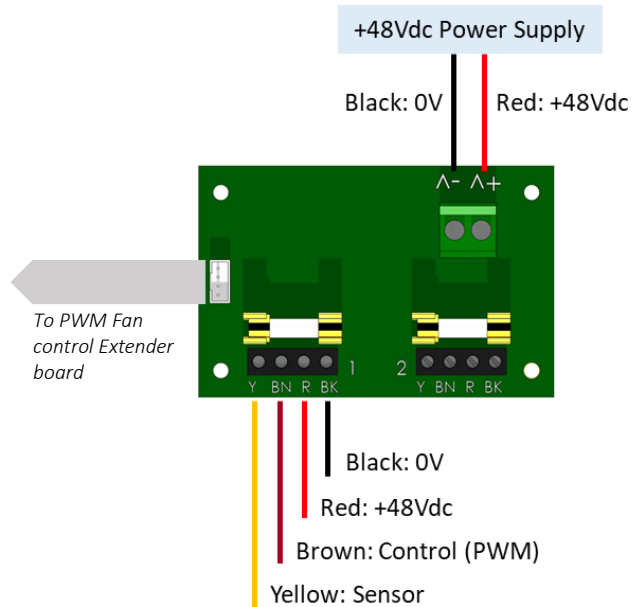 +48Vdc Power Supply
Black: 0V
Red: +48Vdc
V- V+
To PWM Fan
control Extender
board
1
2
Y BN R BK
Y BN R BK
Black: 0V
Red: +48Vdc
Brown: Control (PWM)
Yellow: Sensor